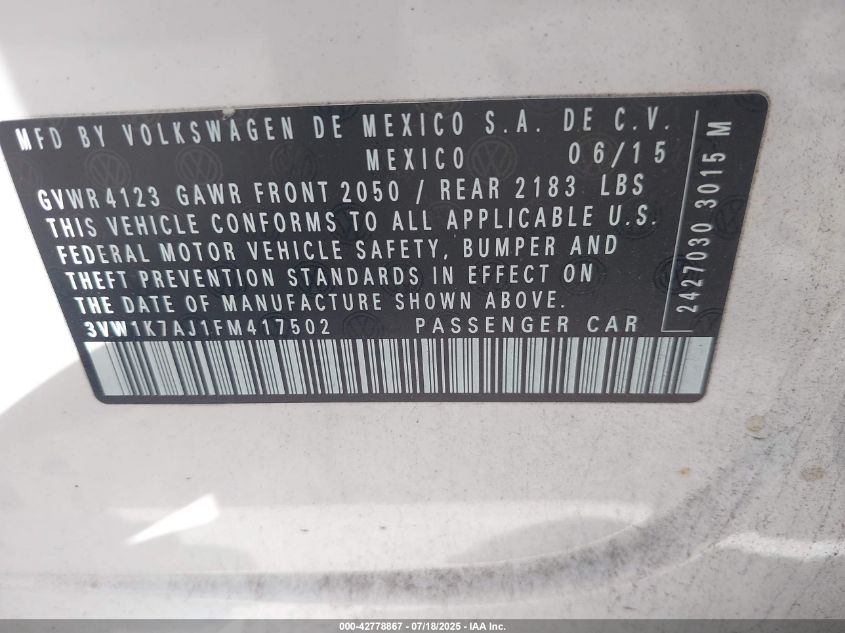 MFD BY VOLKSWAGEN DE MEXICO S.A. DE C.V.
MEXICO 06/15
GVWR4123 GAWR FRONT 2050 / REAR 2183 LBS
THIS VEHICLE CONFORMS TO ALL APPLICABLE U.S.
FEDERAL MOTOR VEHICLE SAFETY, BUMPER AND
THEFT PREVENTION STANDARDS IN EFFECT ON
THE DATE OF MANUFACTURE SHOWN ABOVE.
3VW1K7AJ1FM417502 PASSENGER CAR
2427030 3015 M
000-42778867 - 07/18/2025 - IAA Inc.